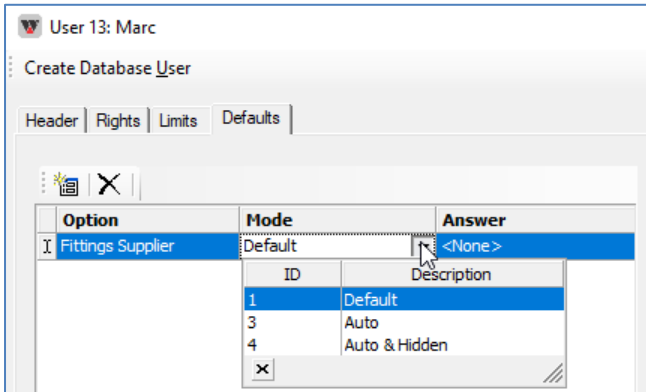 User 13: Marc
Create Database User
Header Rights Limits Defaults
Option Mode Answer
Fittings Supplier Default <None>
ID Description
1 Default
3 Auto
4 Auto & Hidden